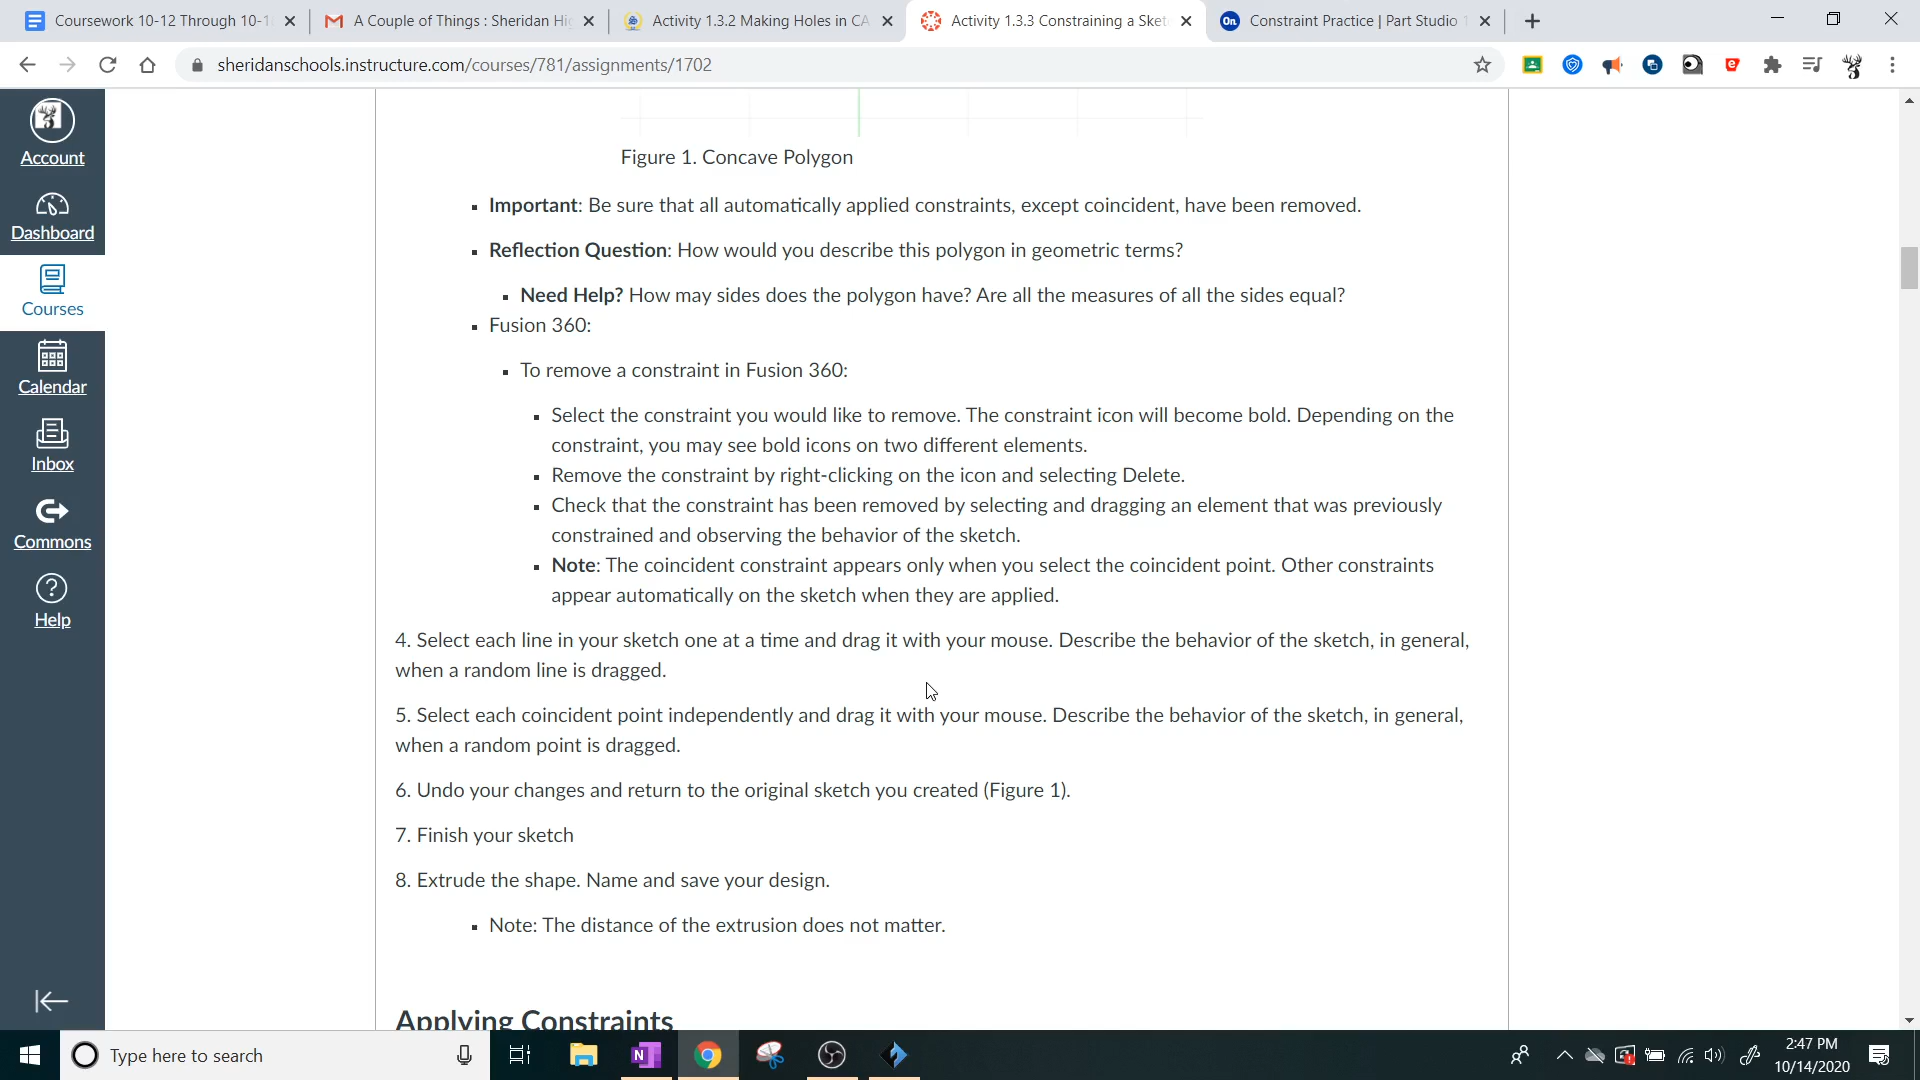 Coursework 10-12 Through 10-1
A Couple of Things : Sheridan Hi
Activity 1.3.2 Making Holes in CA
Activity 1.3.3 Constraining a Sket
On
Constraint Practice | Part Studio 1
sheridanschools.instructure.com/courses/781/assignments/1702
Account
Dashboard
Courses
Calendar
Inbox
Commons
Help
Figure 1. Concave Polygon
Important: Be sure that all automatically applied constraints, except coincident, have been removed.
Reflection Question: How would you describe this polygon in geometric terms?
Need Help? How may sides does the polygon have? Are all the measures of all the sides equal?
Fusion 360:
To remove a constraint in Fusion 360:
Select the constraint you would like to remove. The constraint icon will become bold. Depending on the
constraint, you may see bold icons on two different elements.
Remove the constraint by right-clicking on the icon and selecting Delete.
Check that the constraint has been removed by selecting and dragging an element that was previously
constrained and observing the behavior of the sketch.
Note: The coincident constraint appears only when you select the coincident point. Other constraints
appear automatically on the sketch when they are applied.
4. Select each line in your sketch one at a time and drag it with your mouse. Describe the behavior of the sketch, in general,
when a random line is dragged.
5. Select each coincident point independently and drag it with your mouse. Describe the behavior of the sketch, in general,
when a random point is dragged.
6. Undo your changes and return to the original sketch you created (Figure 1).
7. Finish your sketch
8. Extrude the shape. Name and save your design.
Note: The distance of the extrusion does not matter.
Applying Constraints
Type here to search
N
2:47 PM
10/14/2020